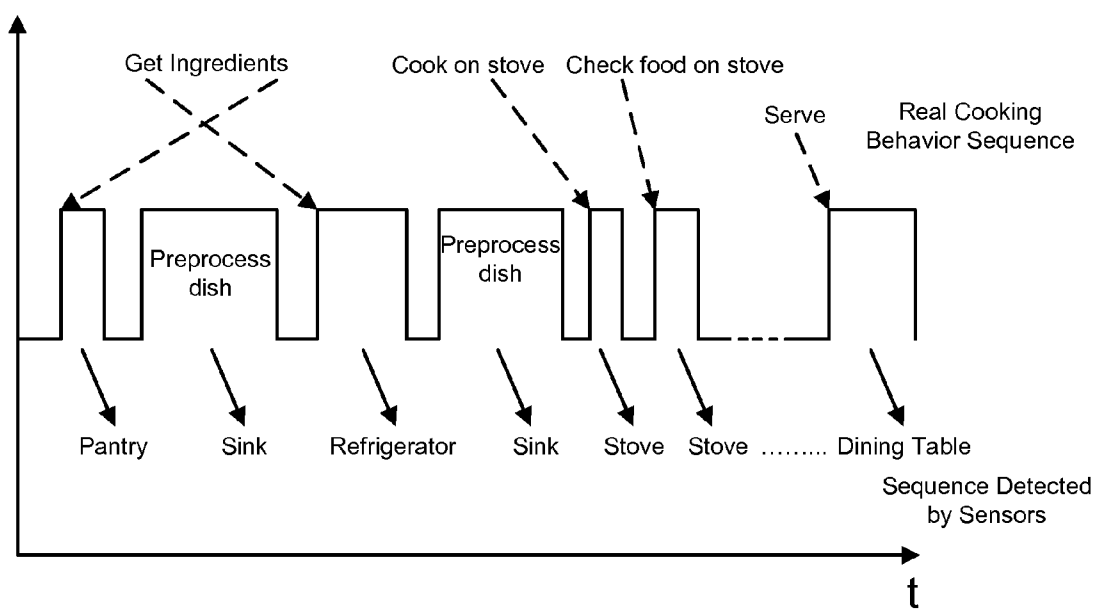 Get Ingredients
Cook on stove
Check food on stove
Serve
Real Cooking
Behavior Sequence
Preprocess
dish
Preprocess
dish
Pantry
Sink
Refrigerator
Sink
Stove
Stove
.........
Dining Table
Sequence Detected
by Sensors
t